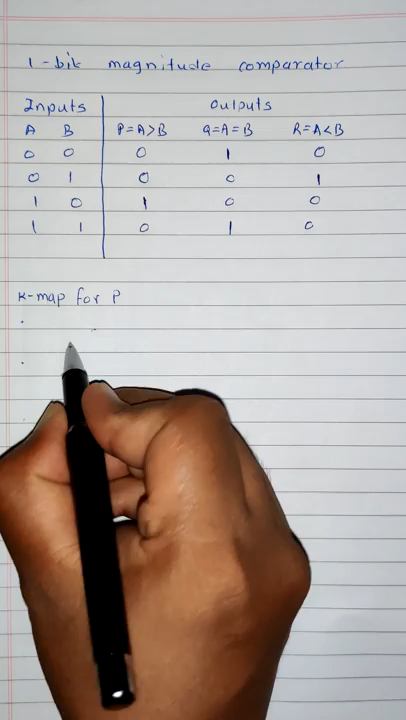 1-bit magnitude comparator
Inputs Outputs
A B P=A>B Q=A=B R=A<B
0 0 0 1 0
0 1 0 0 1
1 0 1 0 0
1 1 0 1 0
K-map for P